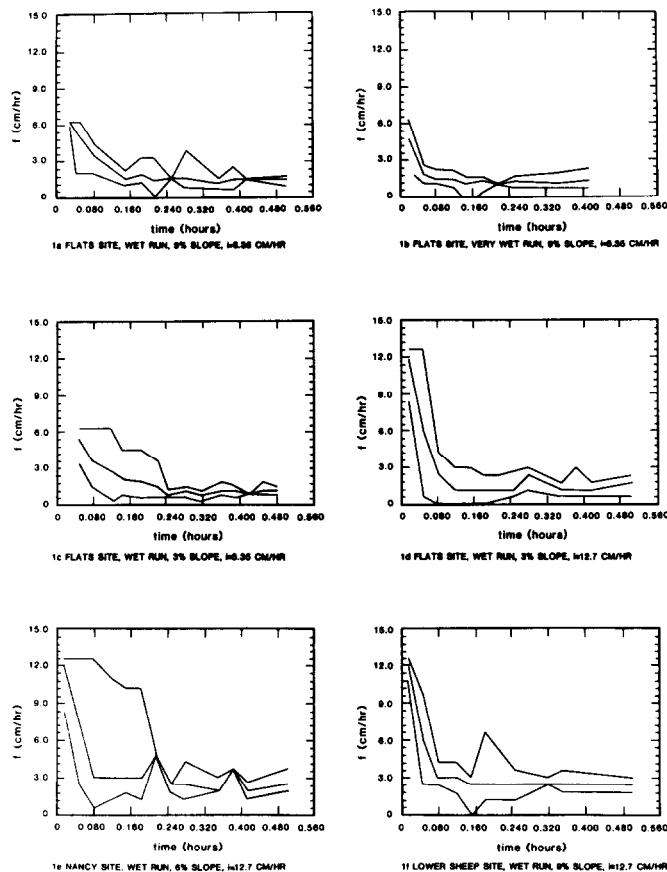 15.0
12.0
f (cm/hr)
9.0
6.0
3.0
0
0 0.080 0.160 0.240 0.320 0.400 0.480 0.560
time (hours)
1a FLATS SITE, WET RUN, 9% SLOPE, i=6.35 CM/HR
15.0
12.0
f (cm/hr)
9.0
6.0
3.0
0
0 0.080 0.160 0.240 0.320 0.400 0.480 0.560
time (hours)
1b FLATS SITE, VERY WET RUN, 9% SLOPE, i=6.35 CM/HR
15.0
12.0
f (cm/hr)
9.0
6.0
3.0
0
0 0.080 0.160 0.240 0.320 0.400 0.480 0.560
time (hours)
1c FLATS SITE, WET RUN, 3% SLOPE, i=6.35 CM/HR
15.0
12.0
f (cm/hr)
9.0
6.0
3.0
0
0 0.080 0.160 0.240 0.320 0.400 0.480 0.560
time (hours)
1d FLATS SITE, WET RUN, 3% SLOPE, i=12.7 CM/HR
15.0
12.0
f (cm/hr)
9.0
6.0
3.0
0
0 0.080 0.160 0.240 0.320 0.400 0.480 0.560
time (hours)
1e NANCY SITE, WET RUN, 6% SLOPE, i=12.7 CM/HR
15.0
12.0
f (cm/hr)
9.0
6.0
3.0
0
0 0.080 0.160 0.240 0.320 0.400 0.480 0.560
time (hours)
1f LOWER SHEEP SITE, WET RUN, 9% SLOPE, i=12.7 CM/HR